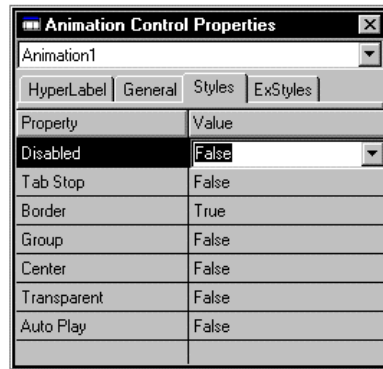 Animation Control Properties
Animation1
HyperLabel General Styles ExStyles
Property Value
Disabled False
Tab Stop False
Border True
Group False
Center False
Transparent False
Auto Play False